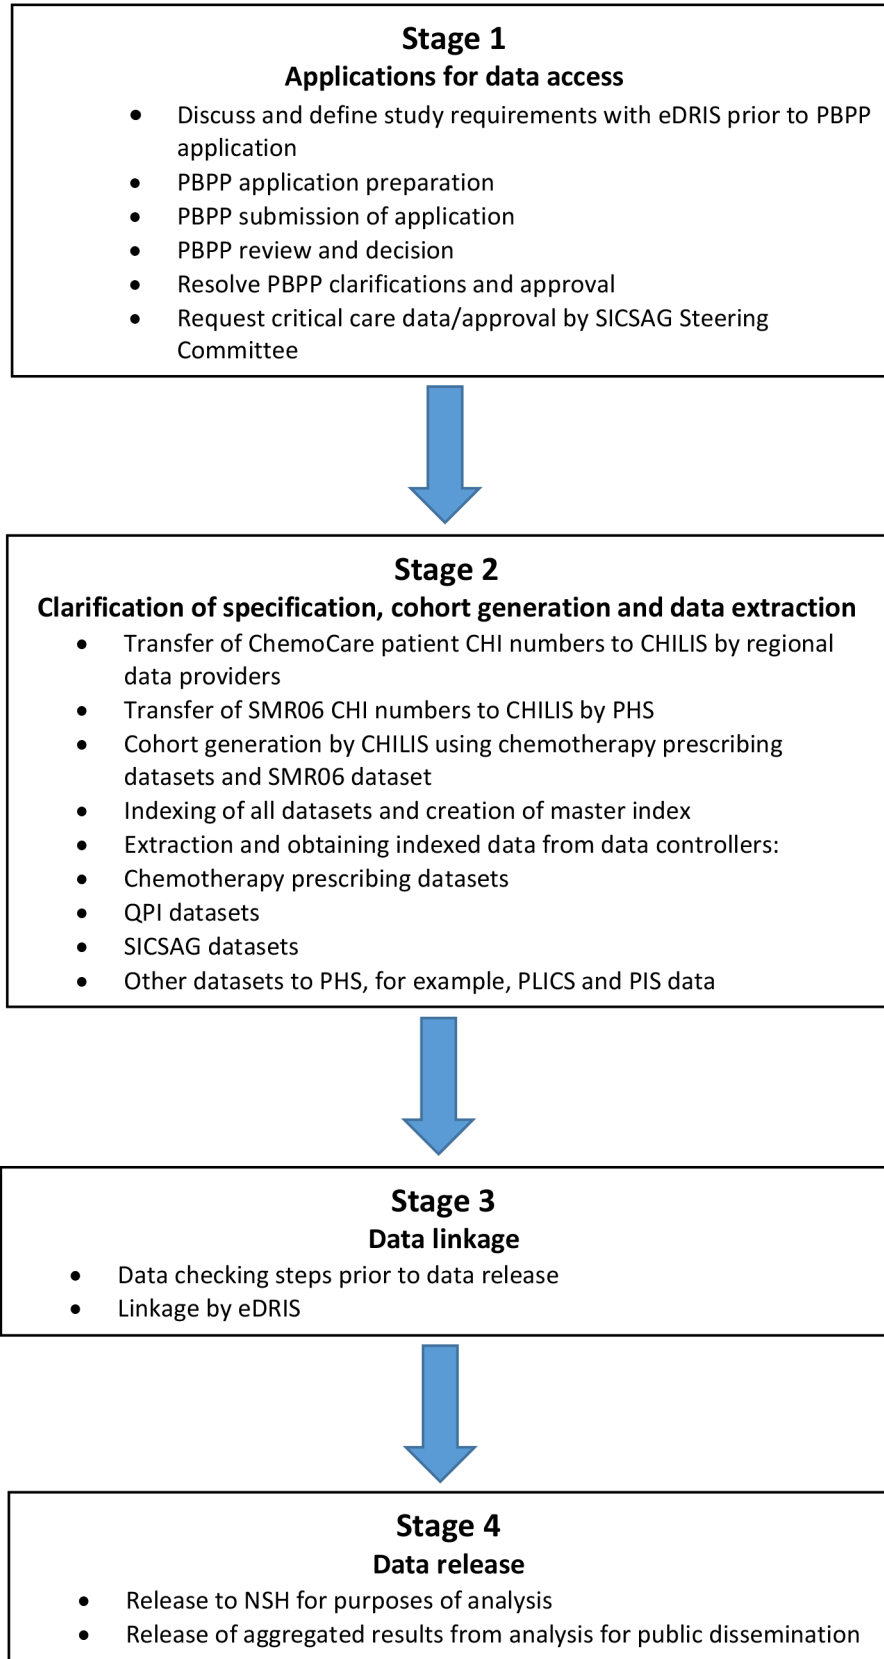 Stage 1
Applications for data access
• Discuss and define study requirements with eDRIS prior to PBPP
application
• PBPP application preparation
• PBPP submission of application
• PBPP review and decision
• Resolve PBPP clarifications and approval
• Request critical care data/approval by SICSAG Steering
Committee
Stage 2
Clarification of specification, cohort generation and data extraction
• Transfer of ChemoCare patient CHI numbers to CHILIS by regional
data providers
• Transfer of SMR06 CHI numbers to CHILIS by PHS
• Cohort generation by CHILIS using chemotherapy prescribing
datasets and SMR06 dataset
• Indexing of all datasets and creation of master index
• Extraction and obtaining indexed data from data controllers:
• Chemotherapy prescribing datasets
• QPI datasets
• SICSAG datasets
• Other datasets to PHS, for example, PLICS and PIS data
Stage 3
Data linkage
• Data checking steps prior to data release
• Linkage by eDRIS
Stage 4
Data release
• Release to NSH for purposes of analysis
• Release of aggregated results from analysis for public dissemination